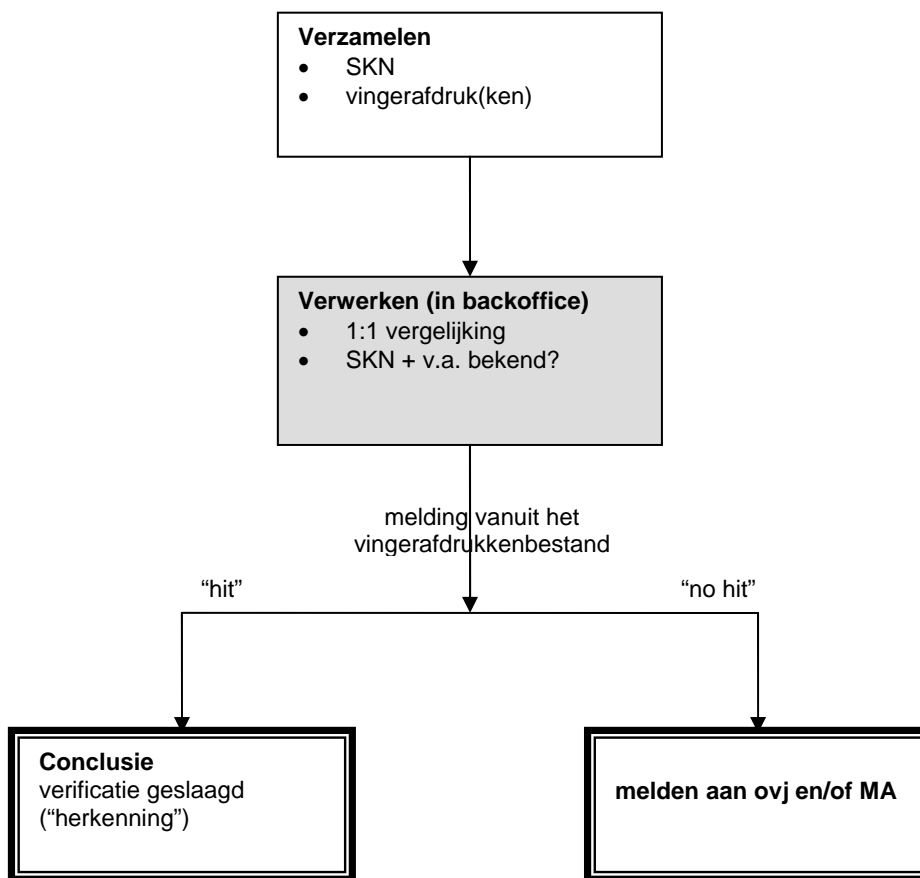 Verzamelen
• SKN
• vingerafdruk(ken)
Verwerken (in backoffice)
• 1:1 vergelijking
• SKN + v.a. bekend?
melding vanuit het
vingerafdrukkenbestand
“hit”
“no hit”
Conclusie
verificatie geslaagd
(“herkenning”)
melden aan ovj en/of MA